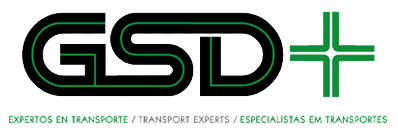 GSD+
EXPERTOS EN TRANSPORTE / TRANSPORT EXPERTS / ESPECIALISTAS EM TRANSPORTES